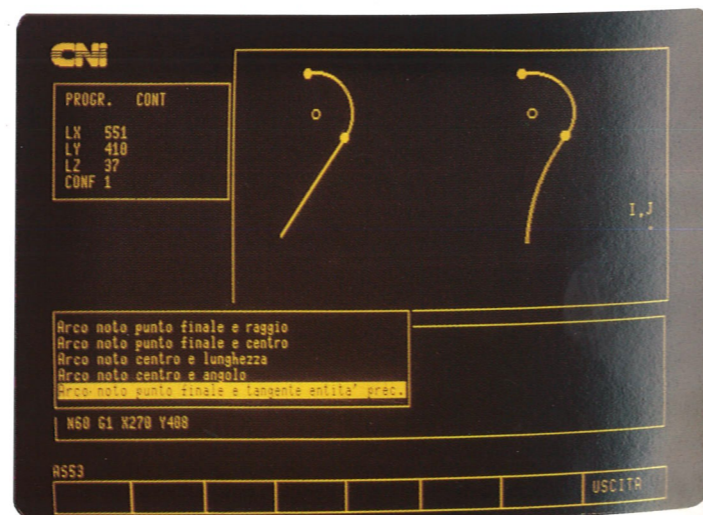 CNI
PROGR. CONT
LX 551
LY 410
LZ 37
CONF 1
I,J
Arco noto punto finale e raggio
Arco noto punto finale e centro
Arco noto centro e lunghezza
Arco noto centro e angolo
Arco noto punto finale e tangente entita' prec.
N60 G1 X270 Y408
AS53
USCITA